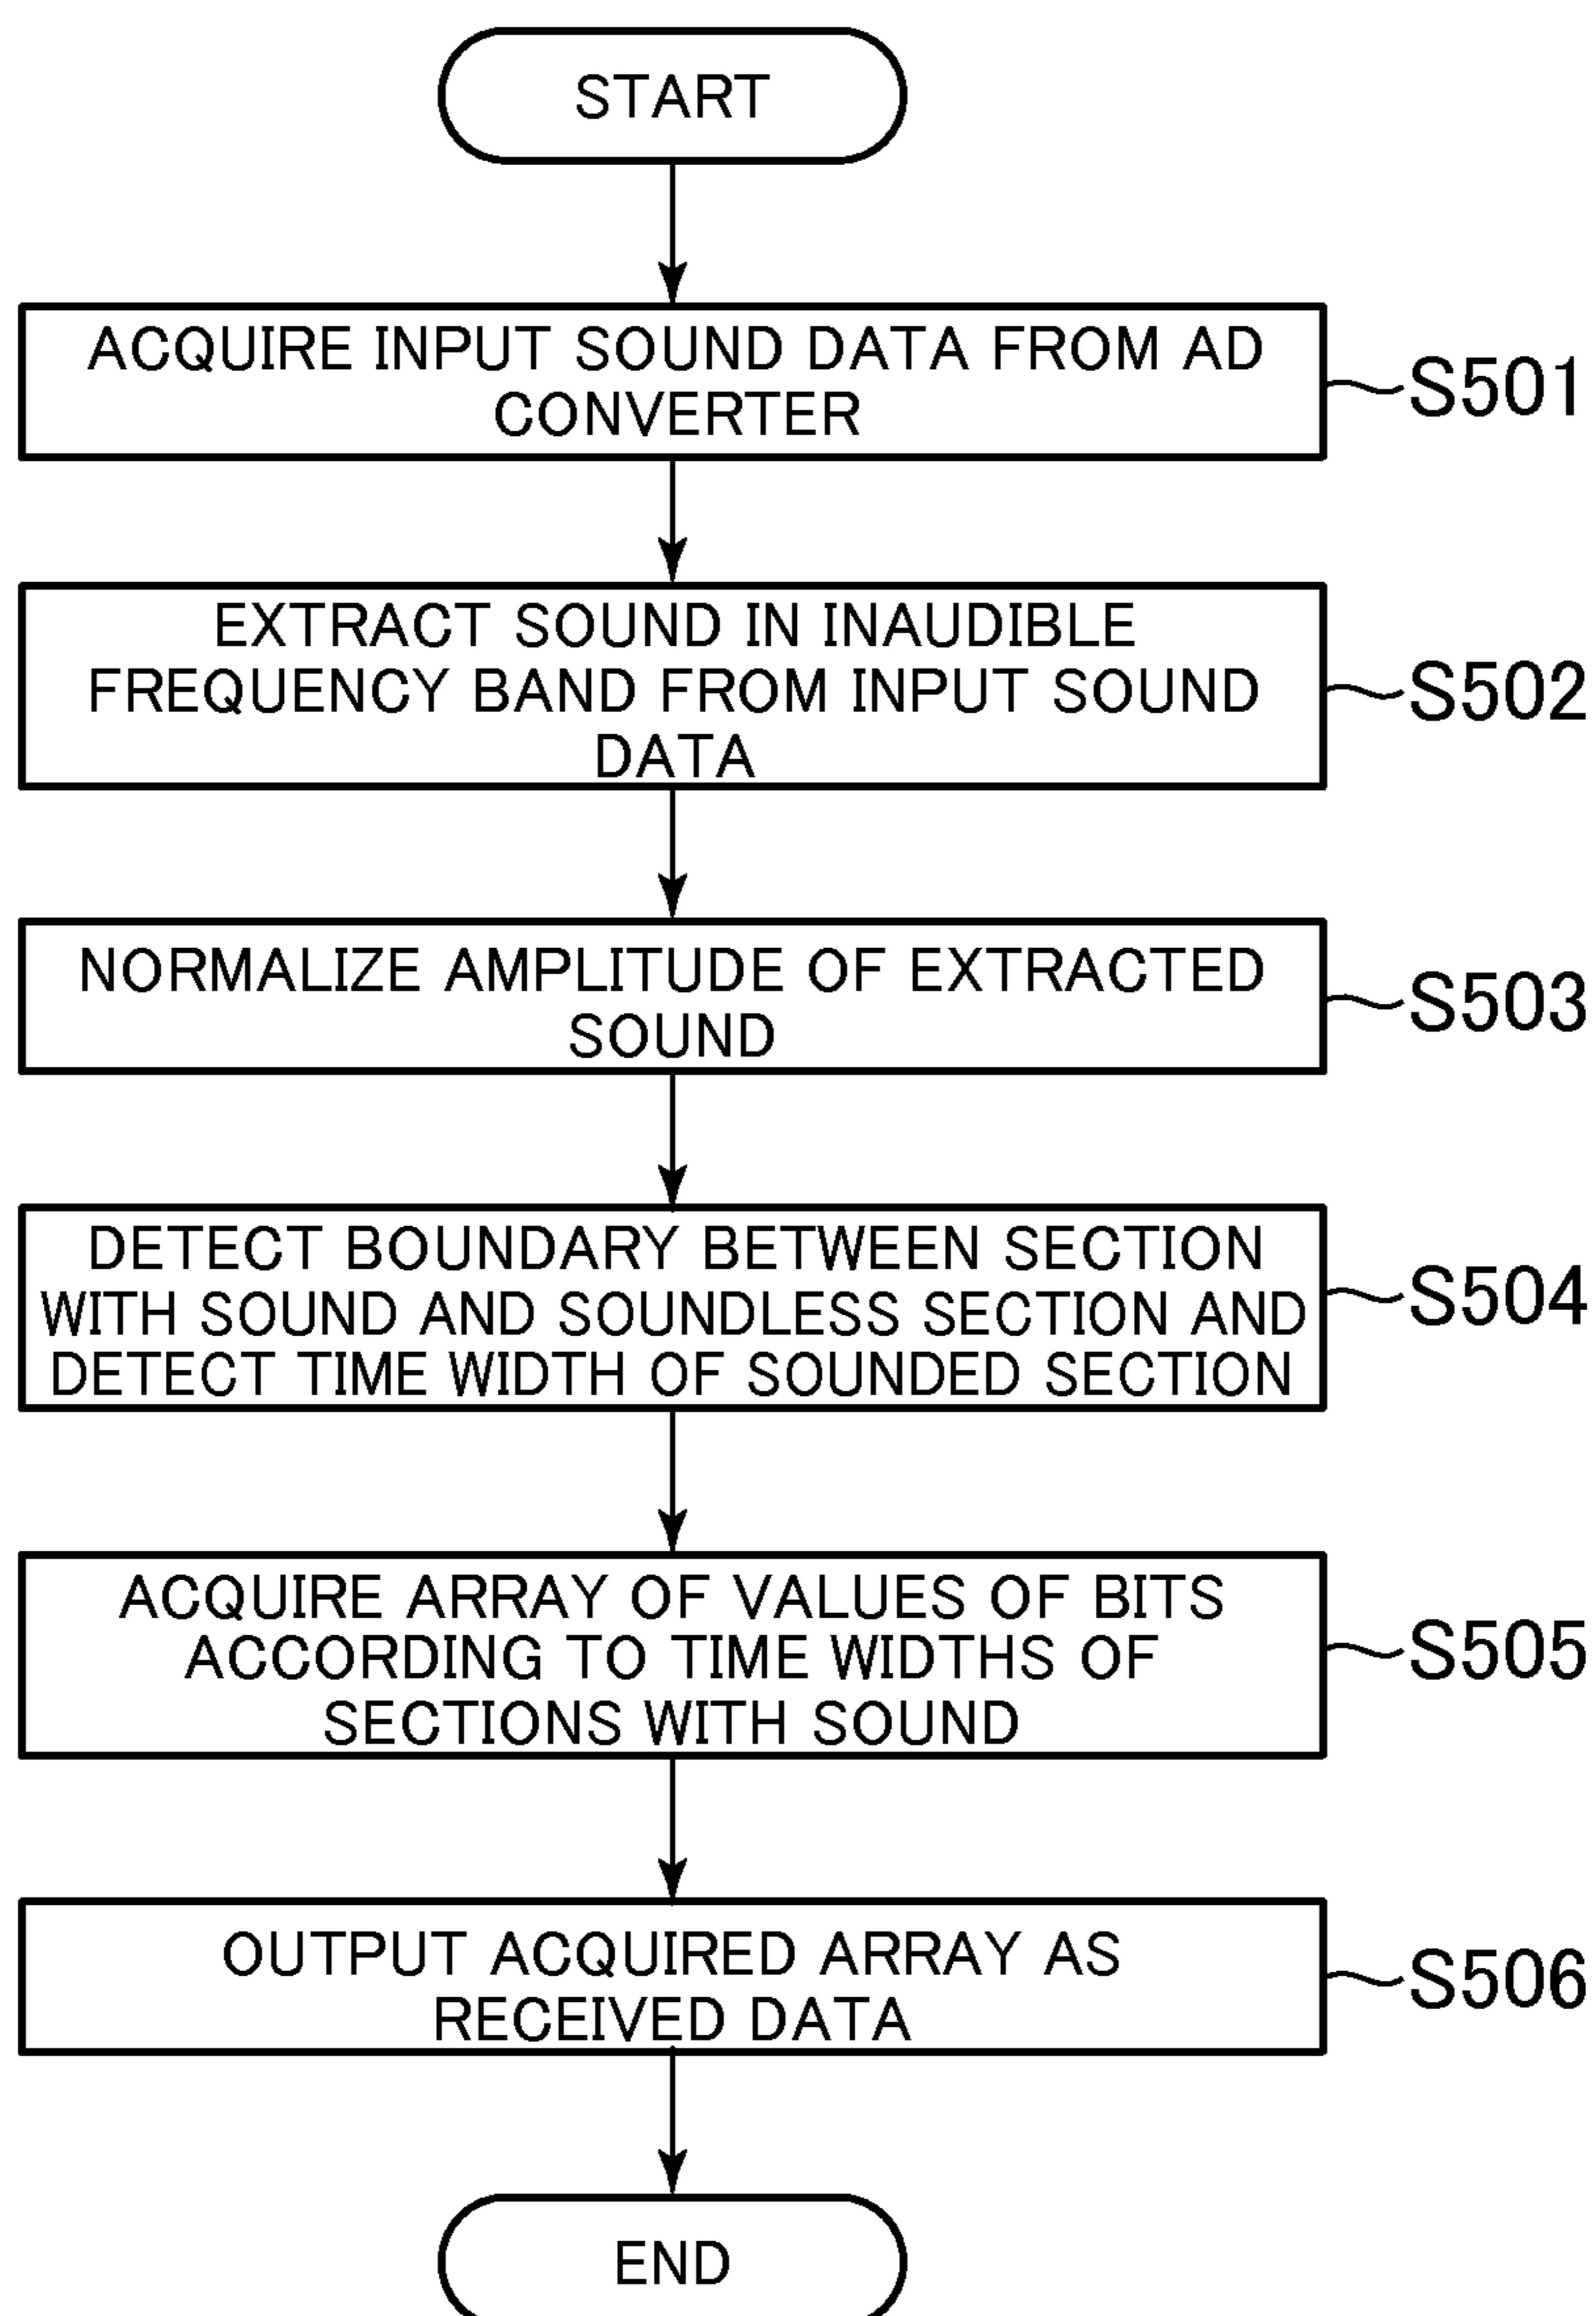 START
ACQUIRE INPUT SOUND DATA FROM AD
CONVERTER
S501
EXTRACT SOUND IN INAUDIBLE
FREQUENCY BAND FROM INPUT SOUND
DATA
S502
NORMALIZE AMPLITUDE OF EXTRACTED
SOUND
S503
DETECT BOUNDARY BETWEEN SECTION
WITH SOUND AND SOUNDLESS SECTION AND
DETECT TIME WIDTH OF SOUNDED SECTION
S504
ACQUIRE ARRAY OF VALUES OF BITS
ACCORDING TO TIME WIDTHS OF
SECTIONS WITH SOUND
S505
OUTPUT ACQUIRED ARRAY AS
RECEIVED DATA
S506
END